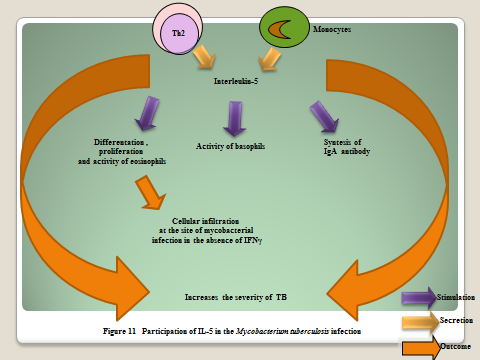 Th2
Monocytes
Interleukin-5
Differentation ,
proliferation
and activity of eosinophils
Activity of basophils
Syntesis of
IgA antibody
Cellular infiltration
at the site of mycobacterial
infection in the absence of IFNγ
Increases the severity of TB
Stimulation
Secretion
Outcome
Figure 11 Participation of IL-5 in the Mycobacterium tuberculosis infection